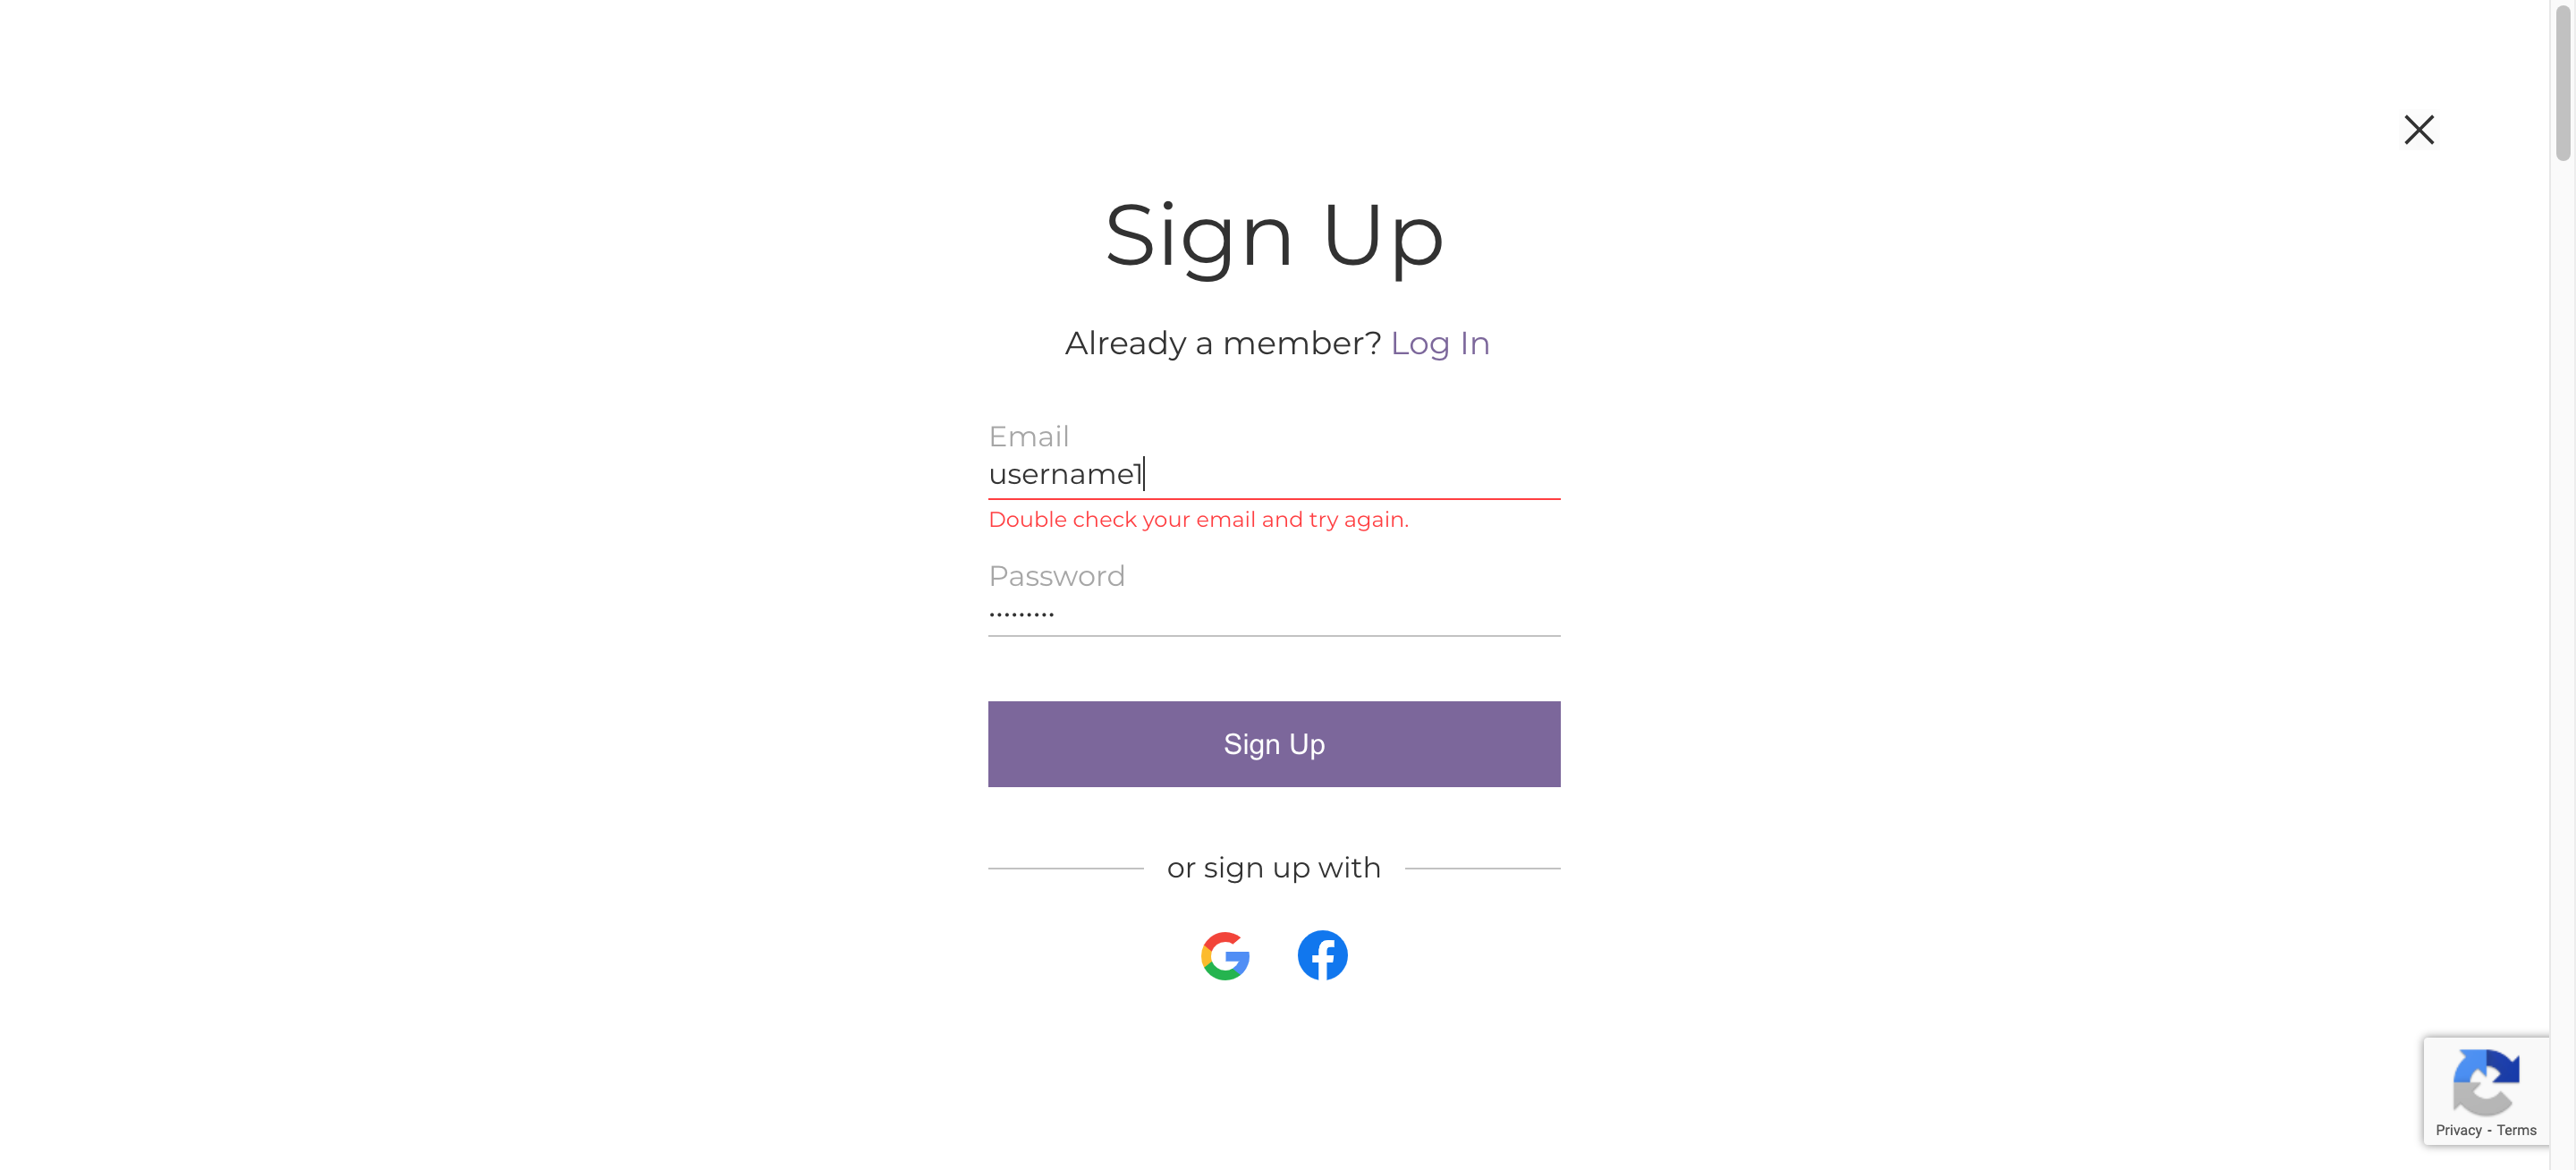 Sign Up
Already a member? Log In
Email
username1
Double check your email and try again.
Password
•••••••••
Sign Up
or sign up with
Privacy - Terms